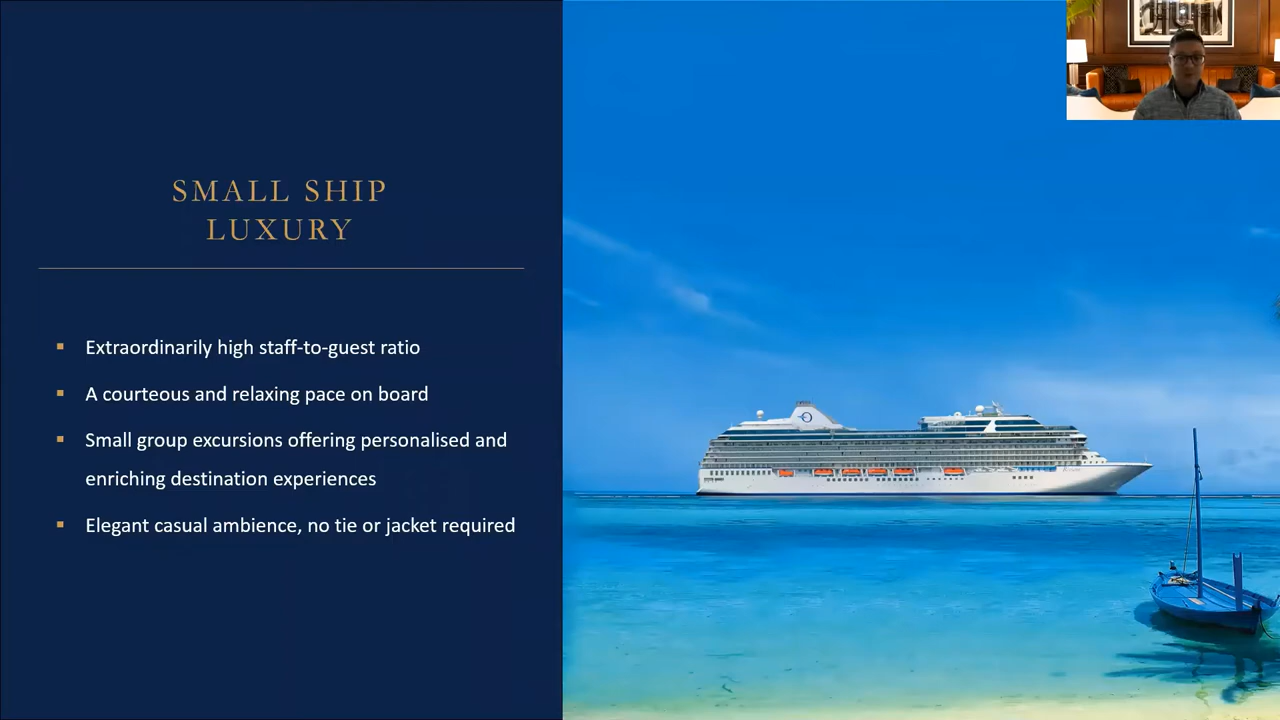 SMALL SHIP
LUXURY
Extraordinarily high staff-to-guest ratio
A courteous and relaxing pace on board
Small group excursions offering personalised and
enriching destination experiences
Elegant casual ambience, no tie or jacket required